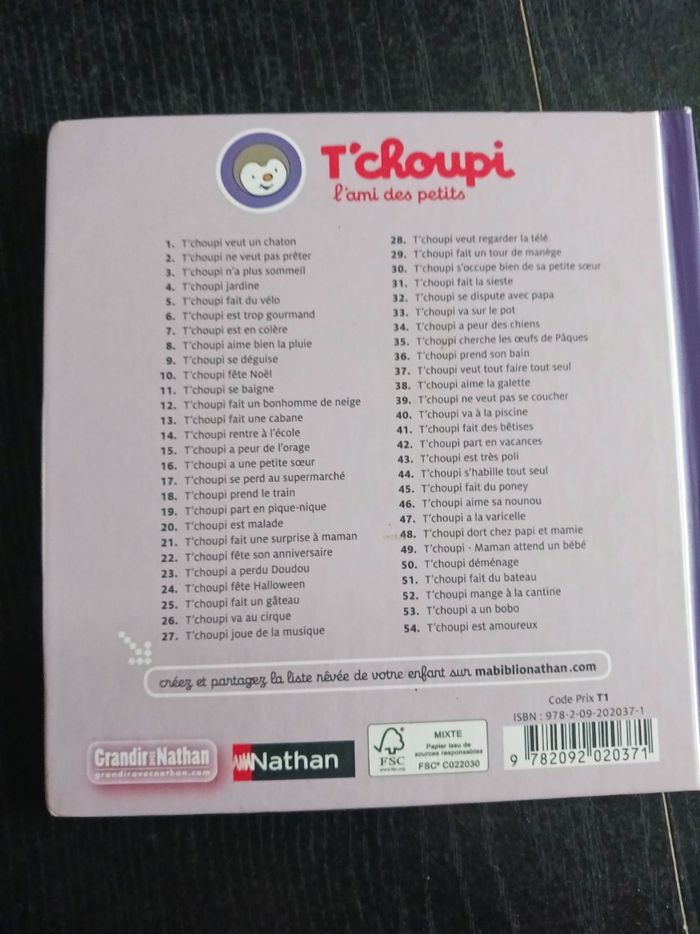 T'choupi
l'ami des petits
1. T'choupi veut un chaton
2. T'choupi ne veut pas prêter
3. T'choupi n'a plus sommeil
4. T'choupi jardine
5. T'choupi fait du vélo
6. T'choupi est trop gourmand
7. T'choupi est en colère
8. T'choupi aime bien la pluie
9. T'choupi se déguise
10. T'choupi fête Noël
11. T'choupi se baigne
12. T'choupi fait un bonhomme de neige
13. T'choupi fait une cabane
14. T'choupi rentre à l'école
15. T'choupi a peur de l'orage
16. T'choupi a une petite sœur
17. T'choupi se perd au supermarché
18. T'choupi prend le train
19. T'choupi part en pique-nique
20. T'choupi est malade
21. T'choupi fait une surprise à maman
22. T'choupi fête son anniversaire
23. T'choupi a perdu Doudou
24. T'choupi fête Halloween
25. T'choupi fait un gâteau
26. T'choupi va au cirque
27. T'choupi joue de la musique
28. T'choupi veut regarder la télé
29. T'choupi fait un tour de manège
30. T'choupi s'occupe bien de sa petite sœur
31. T'choupi fait la sieste
32. T'choupi se dispute avec papa
33. T'choupi va sur le pot
34. T'choupi a peur des chiens
35. T'choupi cherche les œufs de Pâques
36. T'choupi prend son bain
37. T'choupi veut tout faire tout seul
38. T'choupi aime la galette
39. T'choupi ne veut pas se coucher
40. T'choupi va à la piscine
41. T'choupi fait des bêtises
42. T'choupi part en vacances
43. T'choupi est très poli
44. T'choupi s'habille tout seul
45. T'choupi fait du poney
46. T'choupi aime sa nounou
47. T'choupi a la varicelle
48. T'choupi dort chez papi et mamie
49. T'choupi - Maman attend un bébé
50. T'choupi déménage
51. T'choupi fait du bateau
52. T'choupi mange à la cantine
53. T'choupi a un bobo
54. T'choupi est amoureux
créez et partagez la liste rêvée de votre enfant sur mabiblionathan.com
Code Prix T1
ISBN : 978-2-09-202037-1
9 782092 020371
Grandir avec Nathan
grandiravecnathan.com
Nathan
FSC
www.fsc.org
MIXTE
Papier issu de
sources responsables
FSC® C022030